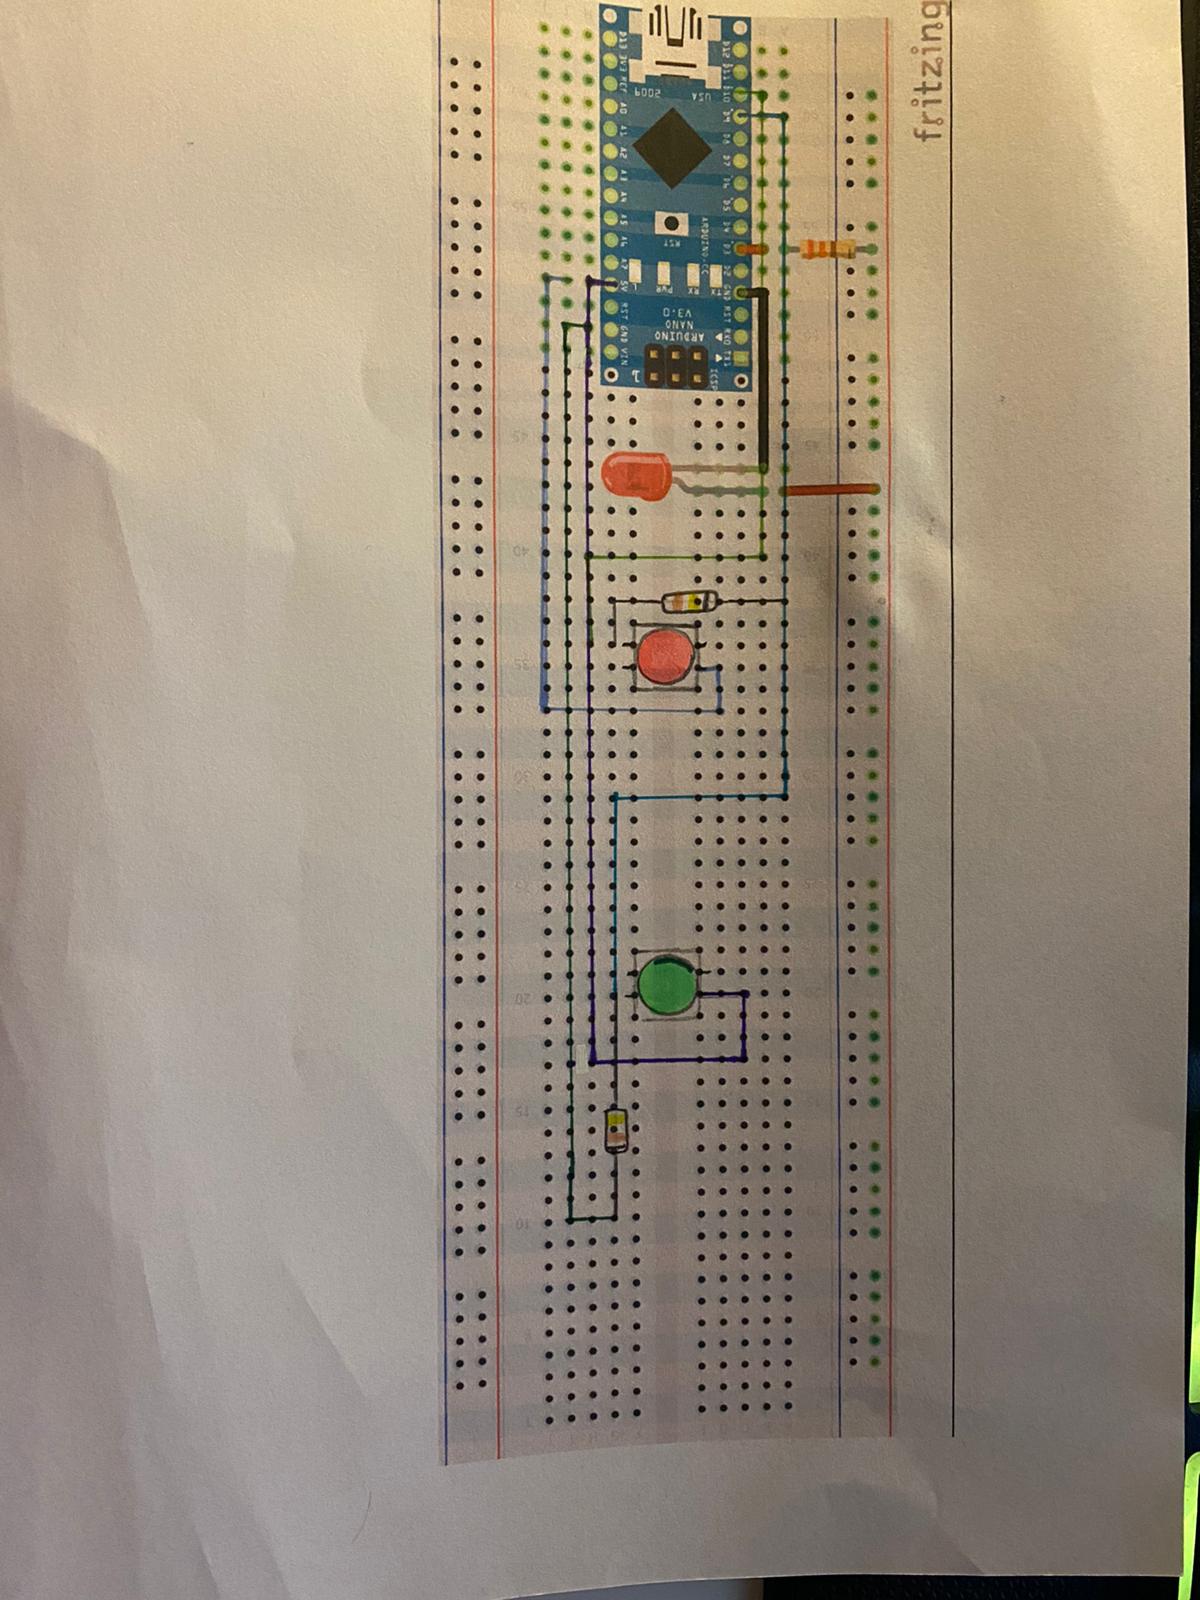 fritzing
D13 3V3 REF A0 A1 A2 A3 A4 A5 A6 A7 5V RST GND VIN
D12 D11 D10 D9 D8 D7 D6 D5 D4 D3 D2 GND RST RX0 TX1
USA
2009
RST
ARDUINO.CC
L
PWR
RX
TX
ARDUINO
NANO
V3.0
ICSP
1
45
40
35
30
20
15
10